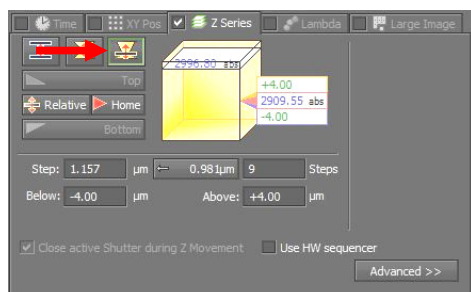 Time XY Pos Z Series Lambda Large Image
2996.80 abs
Top
+4.00
Relative Home 2909.55 abs
-4.00
Bottom
Step: 1.157 µm 0.981µm 9 Steps
Below: -4.00 µm Above: +4.00 µm
Close active Shutter during Z Movement Use HW sequencer
Advanced >>